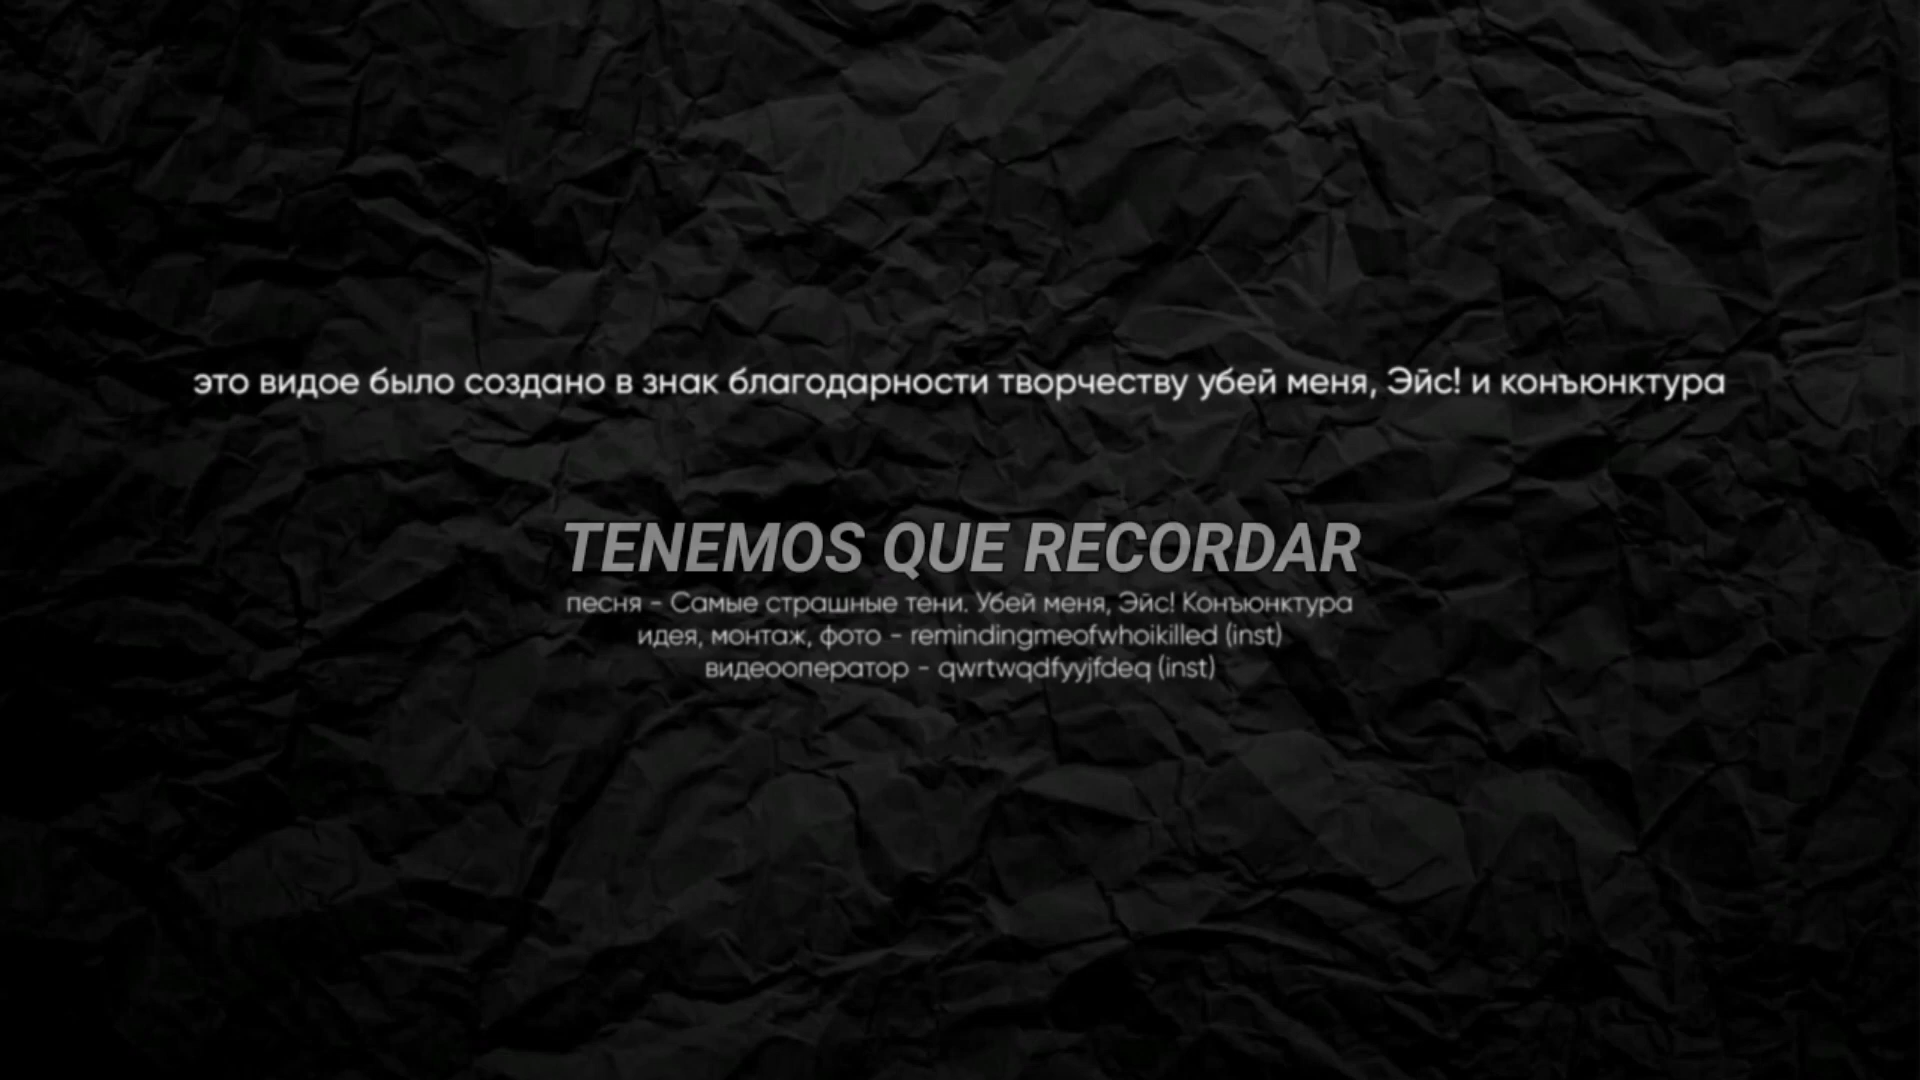 это видое было создано в знак благодарности творчеству убей меня, Эйс! и конъюнктура
TENEMOS QUE RECORDAR
песня - Самые страшные тени. Убей меня, Эйс! Конъюнктура
идея, монтаж, фото - remindingmeofwhoikilled (inst)
видеооператор - qwrtwqdfyyjfdeq (inst)